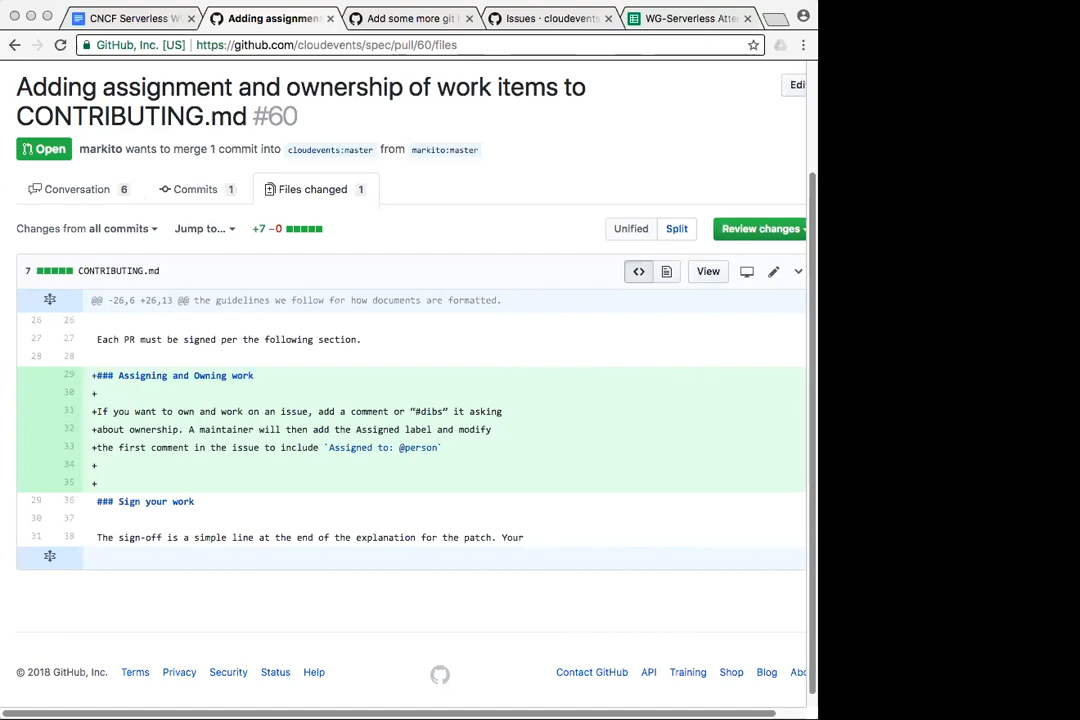 CNCF Serverless W
Adding assignmen
Add some more git
Issues · cloudevents
WG-Serverless Atte
GitHub, Inc. [US] | https://github.com/cloudevents/spec/pull/60/files
Adding assignment and ownership of work items to
CONTRIBUTING.md #60
Edi
Open markito wants to merge 1 commit into cloudevents:master from markito:master
Conversation 6 Commits 1 Files changed 1
Changes from all commits Jump to... +7 −0 Unified Split Review changes
7 CONTRIBUTING.md <> View
@@ -26,6 +26,13 @@ the guidelines we follow for how documents are formatted.
26 26
27 27 Each PR must be signed per the following section.
28 28
29 +### Assigning and Owning work
30 +
31 +If you want to own and work on an issue, add a comment or “#dibs” it asking
32 +about ownership. A maintainer will then add the Assigned label and modify
33 +the first comment in the issue to include `Assigned to: @person`
34 +
35 +
29 36 ### Sign your work
30 37
31 38 The sign-off is a simple line at the end of the explanation for the patch. Your
© 2018 GitHub, Inc. Terms Privacy Security Status Help Contact GitHub API Training Shop Blog Abo